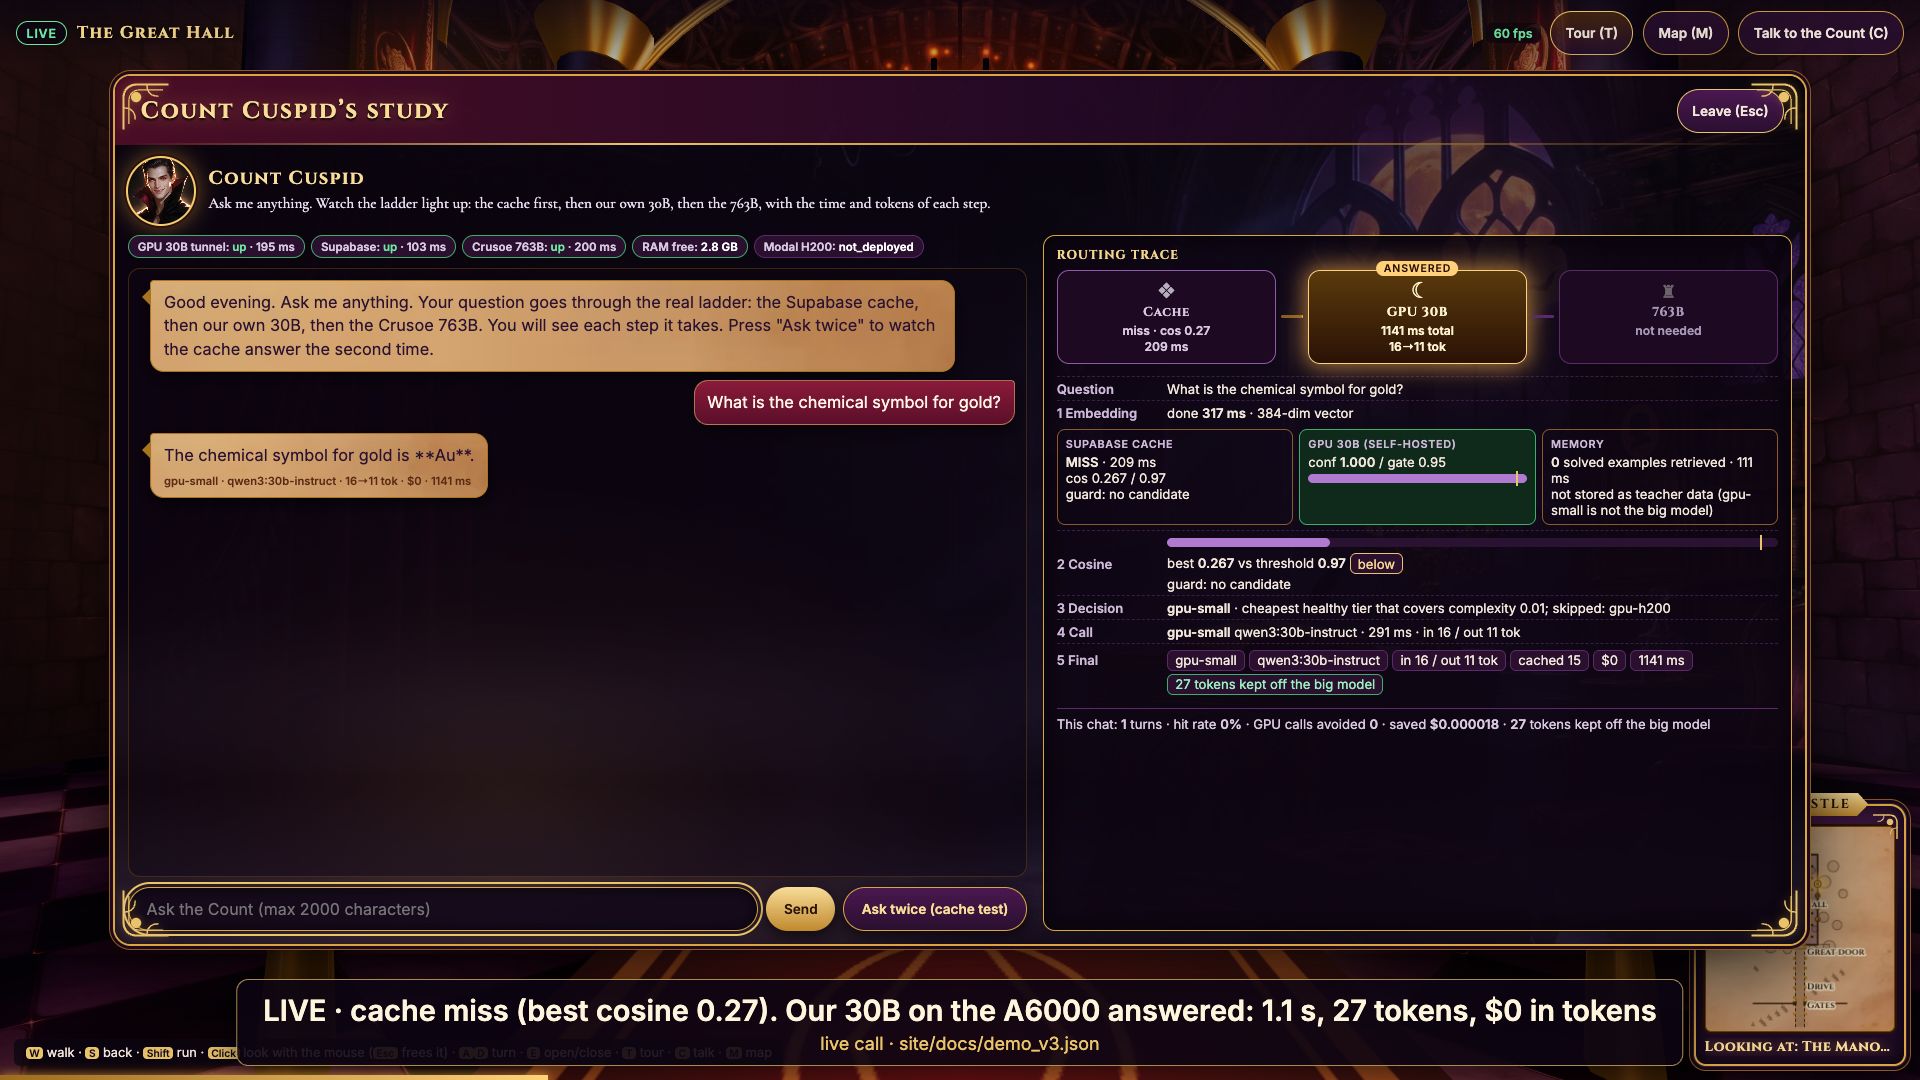 LIVE
THE GREAT HALL
60 fps
Tour (T)
Map (M)
Talk to the Count (C)
COUNT CUSPID'S STUDY
Leave (Esc)
COUNT CUSPID
Ask me anything. Watch the ladder light up: the cache first, then our own 30B, then the 763B, with the time and tokens of each step.
GPU 30B tunnel: up · 195 ms
Supabase: up · 103 ms
Crusoe 763B: up · 200 ms
RAM free: 2.8 GB
Modal H200: not_deployed
Good evening. Ask me anything. Your question goes through the real ladder: the Supabase cache,
then our own 30B, then the Crusoe 763B. You will see each step it takes. Press "Ask twice" to watch
the cache answer the second time.
What is the chemical symbol for gold?
The chemical symbol for gold is **Au**.
gpu-small · qwen3:30b-instruct · 16→11 tok · $0 · 1141 ms
Ask the Count (max 2000 characters)
Send
Ask twice (cache test)
ROUTING TRACE
CACHE
miss · cos 0.27
209 ms
ANSWERED
GPU 30B
1141 ms total
16→11 tok
763B
not needed
Question What is the chemical symbol for gold?
1 Embedding done 317 ms · 384-dim vector
SUPABASE CACHE
MISS · 209 ms
cos 0.267 / 0.97
guard: no candidate
GPU 30B (SELF-HOSTED)
conf 1.000 / gate 0.95
MEMORY
0 solved examples retrieved · 111
ms
not stored as teacher data (gpu-
small is not the big model)
2 Cosine best 0.267 vs threshold 0.97 below
guard: no candidate
3 Decision gpu-small · cheapest healthy tier that covers complexity 0.01; skipped: gpu-h200
4 Call gpu-small qwen3:30b-instruct · 291 ms · in 16 / out 11 tok
5 Final gpu-small qwen3:30b-instruct in 16 / out 11 tok cached 15 $0 1141 ms
27 tokens kept off the big model
This chat: 1 turns · hit rate 0% · GPU calls avoided 0 · saved $0.000018 · 27 tokens kept off the big model
STLE
GREAT DOOR
DRIVE
GATES
LOOKING AT: THE MANO...
LIVE · cache miss (best cosine 0.27). Our 30B on the A6000 answered: 1.1 s, 27 tokens, $0 in tokens
live call · site/docs/demo_v3.json
W walk · S back · Shift run · Click look with the mouse (Esc frees it) · A D turn · E open/close · T tour · C talk · M map